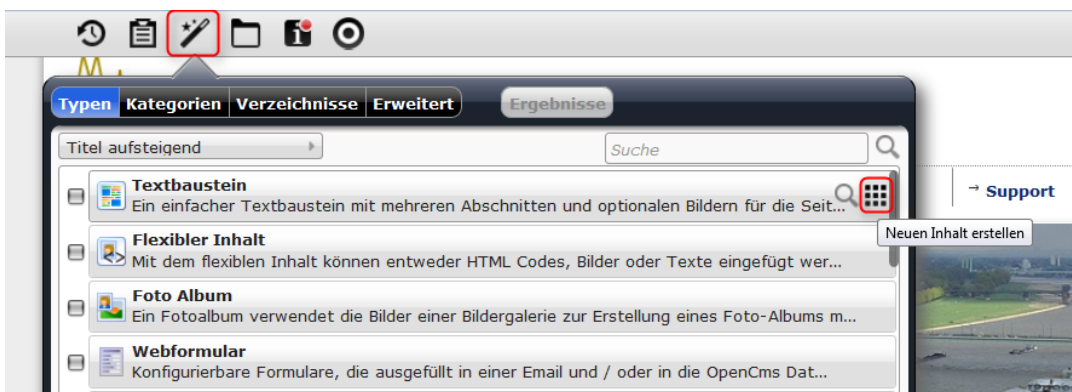 Typen Kategorien Verzeichnisse Erweitert Ergebnisse
Titel aufsteigend Suche
Textbaustein
Ein einfacher Textbaustein mit mehreren Abschnitten und optionalen Bildern für die Seit...
→ Support
Neuen Inhalt erstellen
Flexibler Inhalt
Mit dem flexiblen Inhalt können entweder HTML Codes, Bilder oder Texte eingefügt wer...
Foto Album
Ein Fotoalbum verwendet die Bilder einer Bildergalerie zur Erstellung eines Foto-Albums m...
Webformular
Konfigurierbare Formulare, die ausgefüllt in einer Email und / oder in die OpenCms Dat...